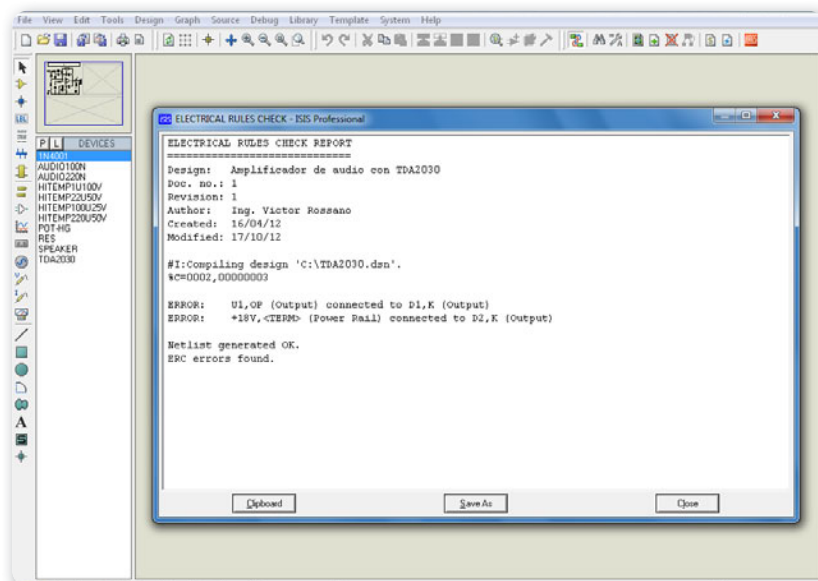 File View Edit Tools Design Graph Source Debug Library Template System Help
P L DEVICES
1N4001
AUDIO100N
AUDIO220N
HITEMP1U100V
HITEMP22U50V
HITEMP100U25V
HITEMP220U50V
POT-HG
RES
SPEAKER
TDA2030
ELECTRICAL RULES CHECK - ISIS Professional
ELECTRICAL RULES CHECK REPORT
=============================
Design: Amplificador de audio con TDA2030
Doc. no.: 1
Revision: 1
Author: Ing. Victor Rossano
Created: 16/04/12
Modified: 17/10/12
#I:Compiling design 'C:\TDA2030.dsn'.
%C=0002,00000003
ERROR: U1,OP (Output) connected to D1,K (Output)
ERROR: +18V,<TERM> (Power Rail) connected to D2,K (Output)
Netlist generated OK.
ERC errors found.
Clipboard Save As Close
LBL
A